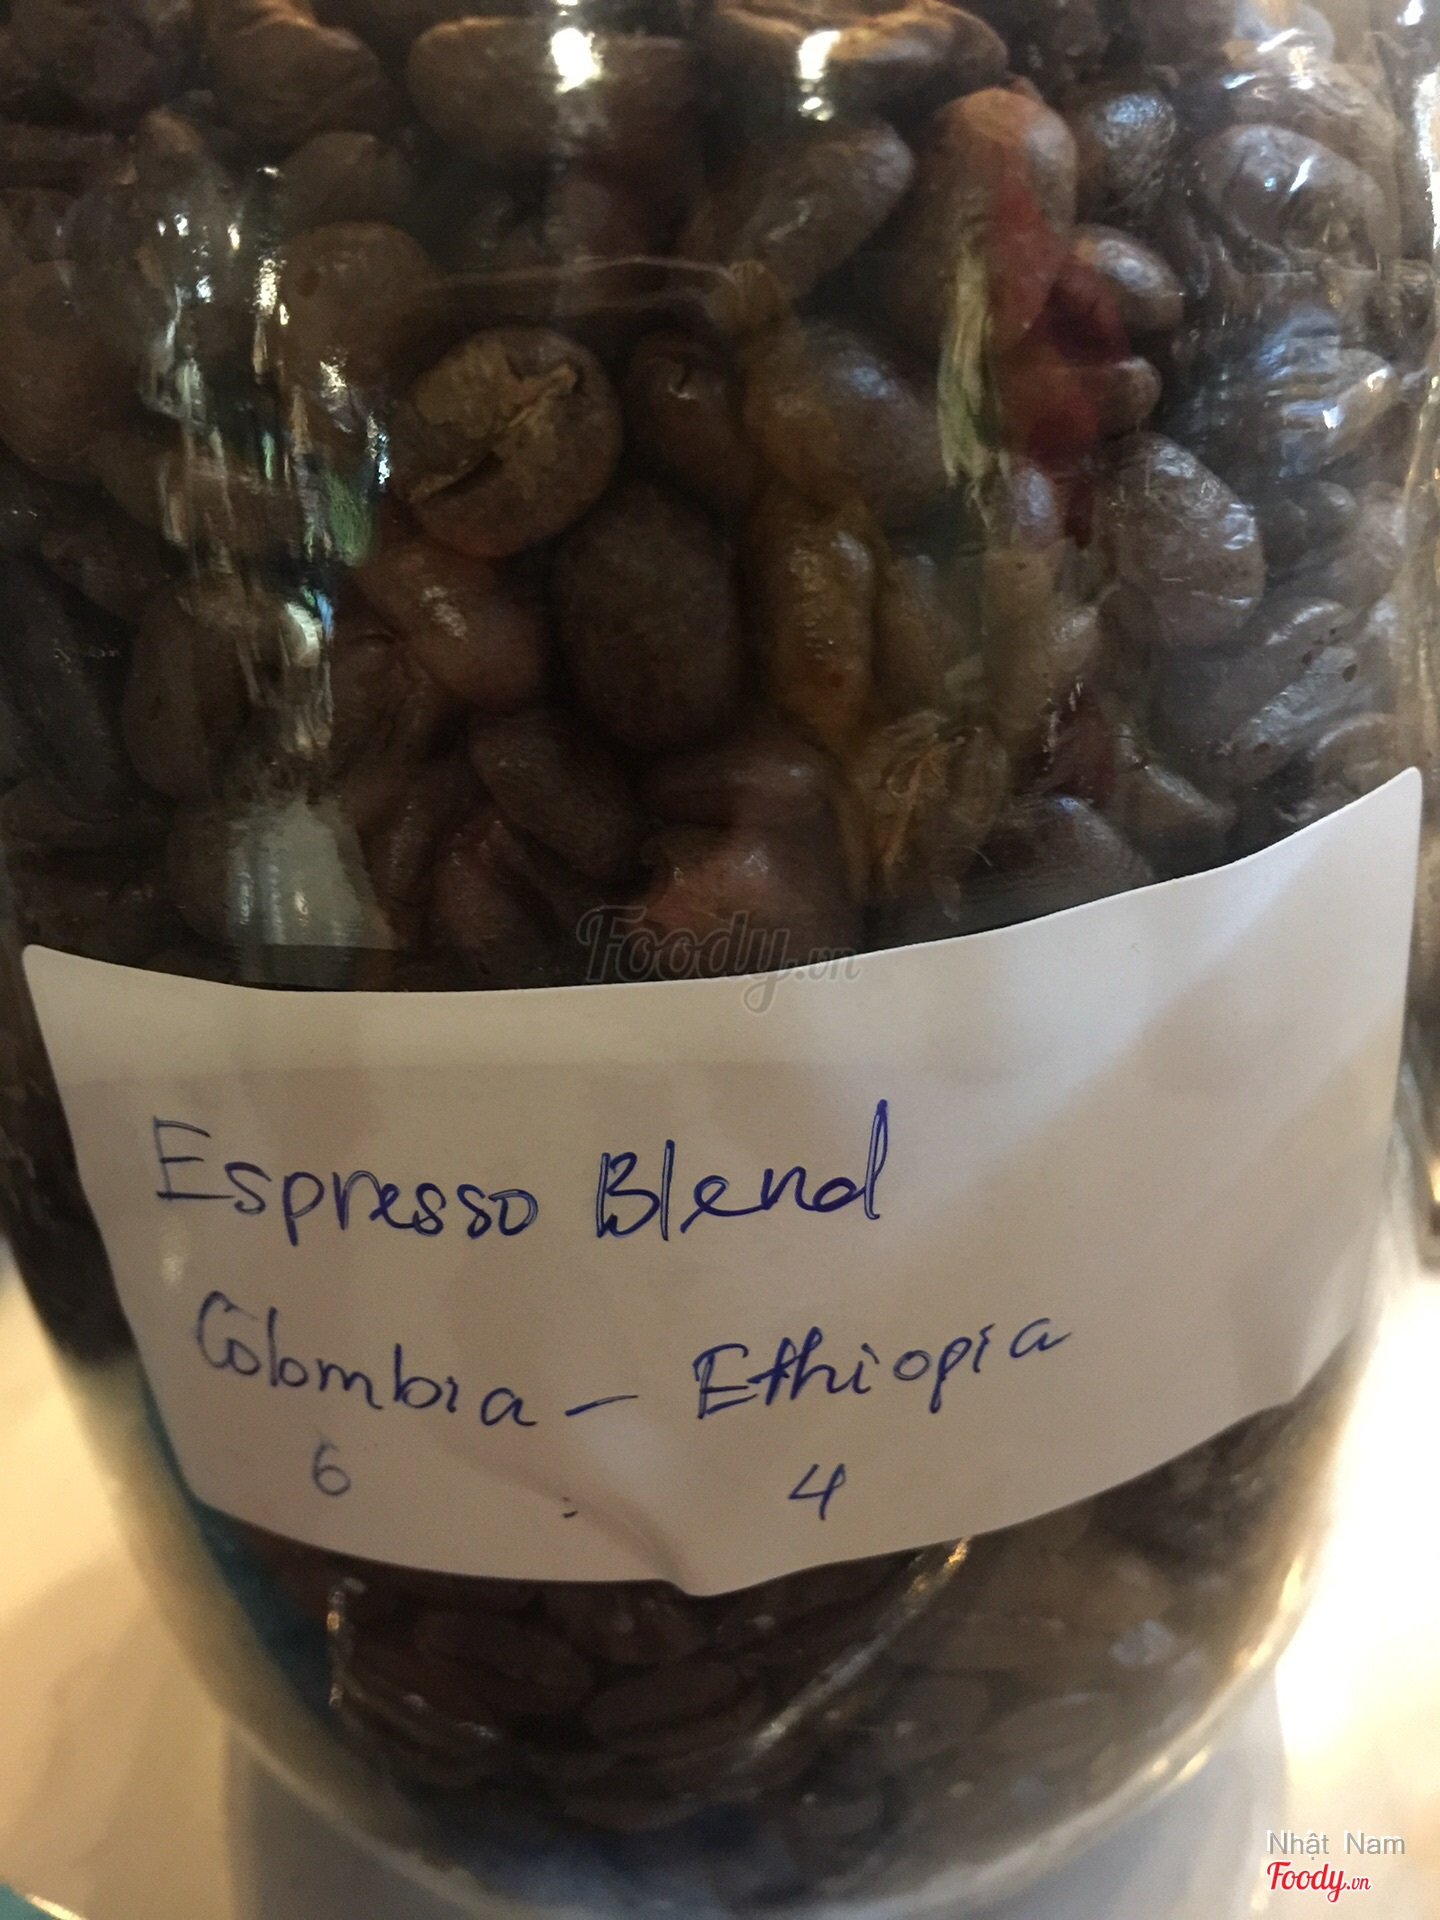 Foody.vn
Espresso Blend
Colombia – Ethiopia
6 4
Nhật Nam
Foody.vn